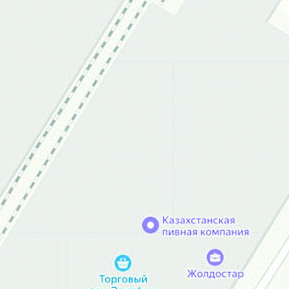 Казахстанская
пивная компания
Жолдостар
Торговый